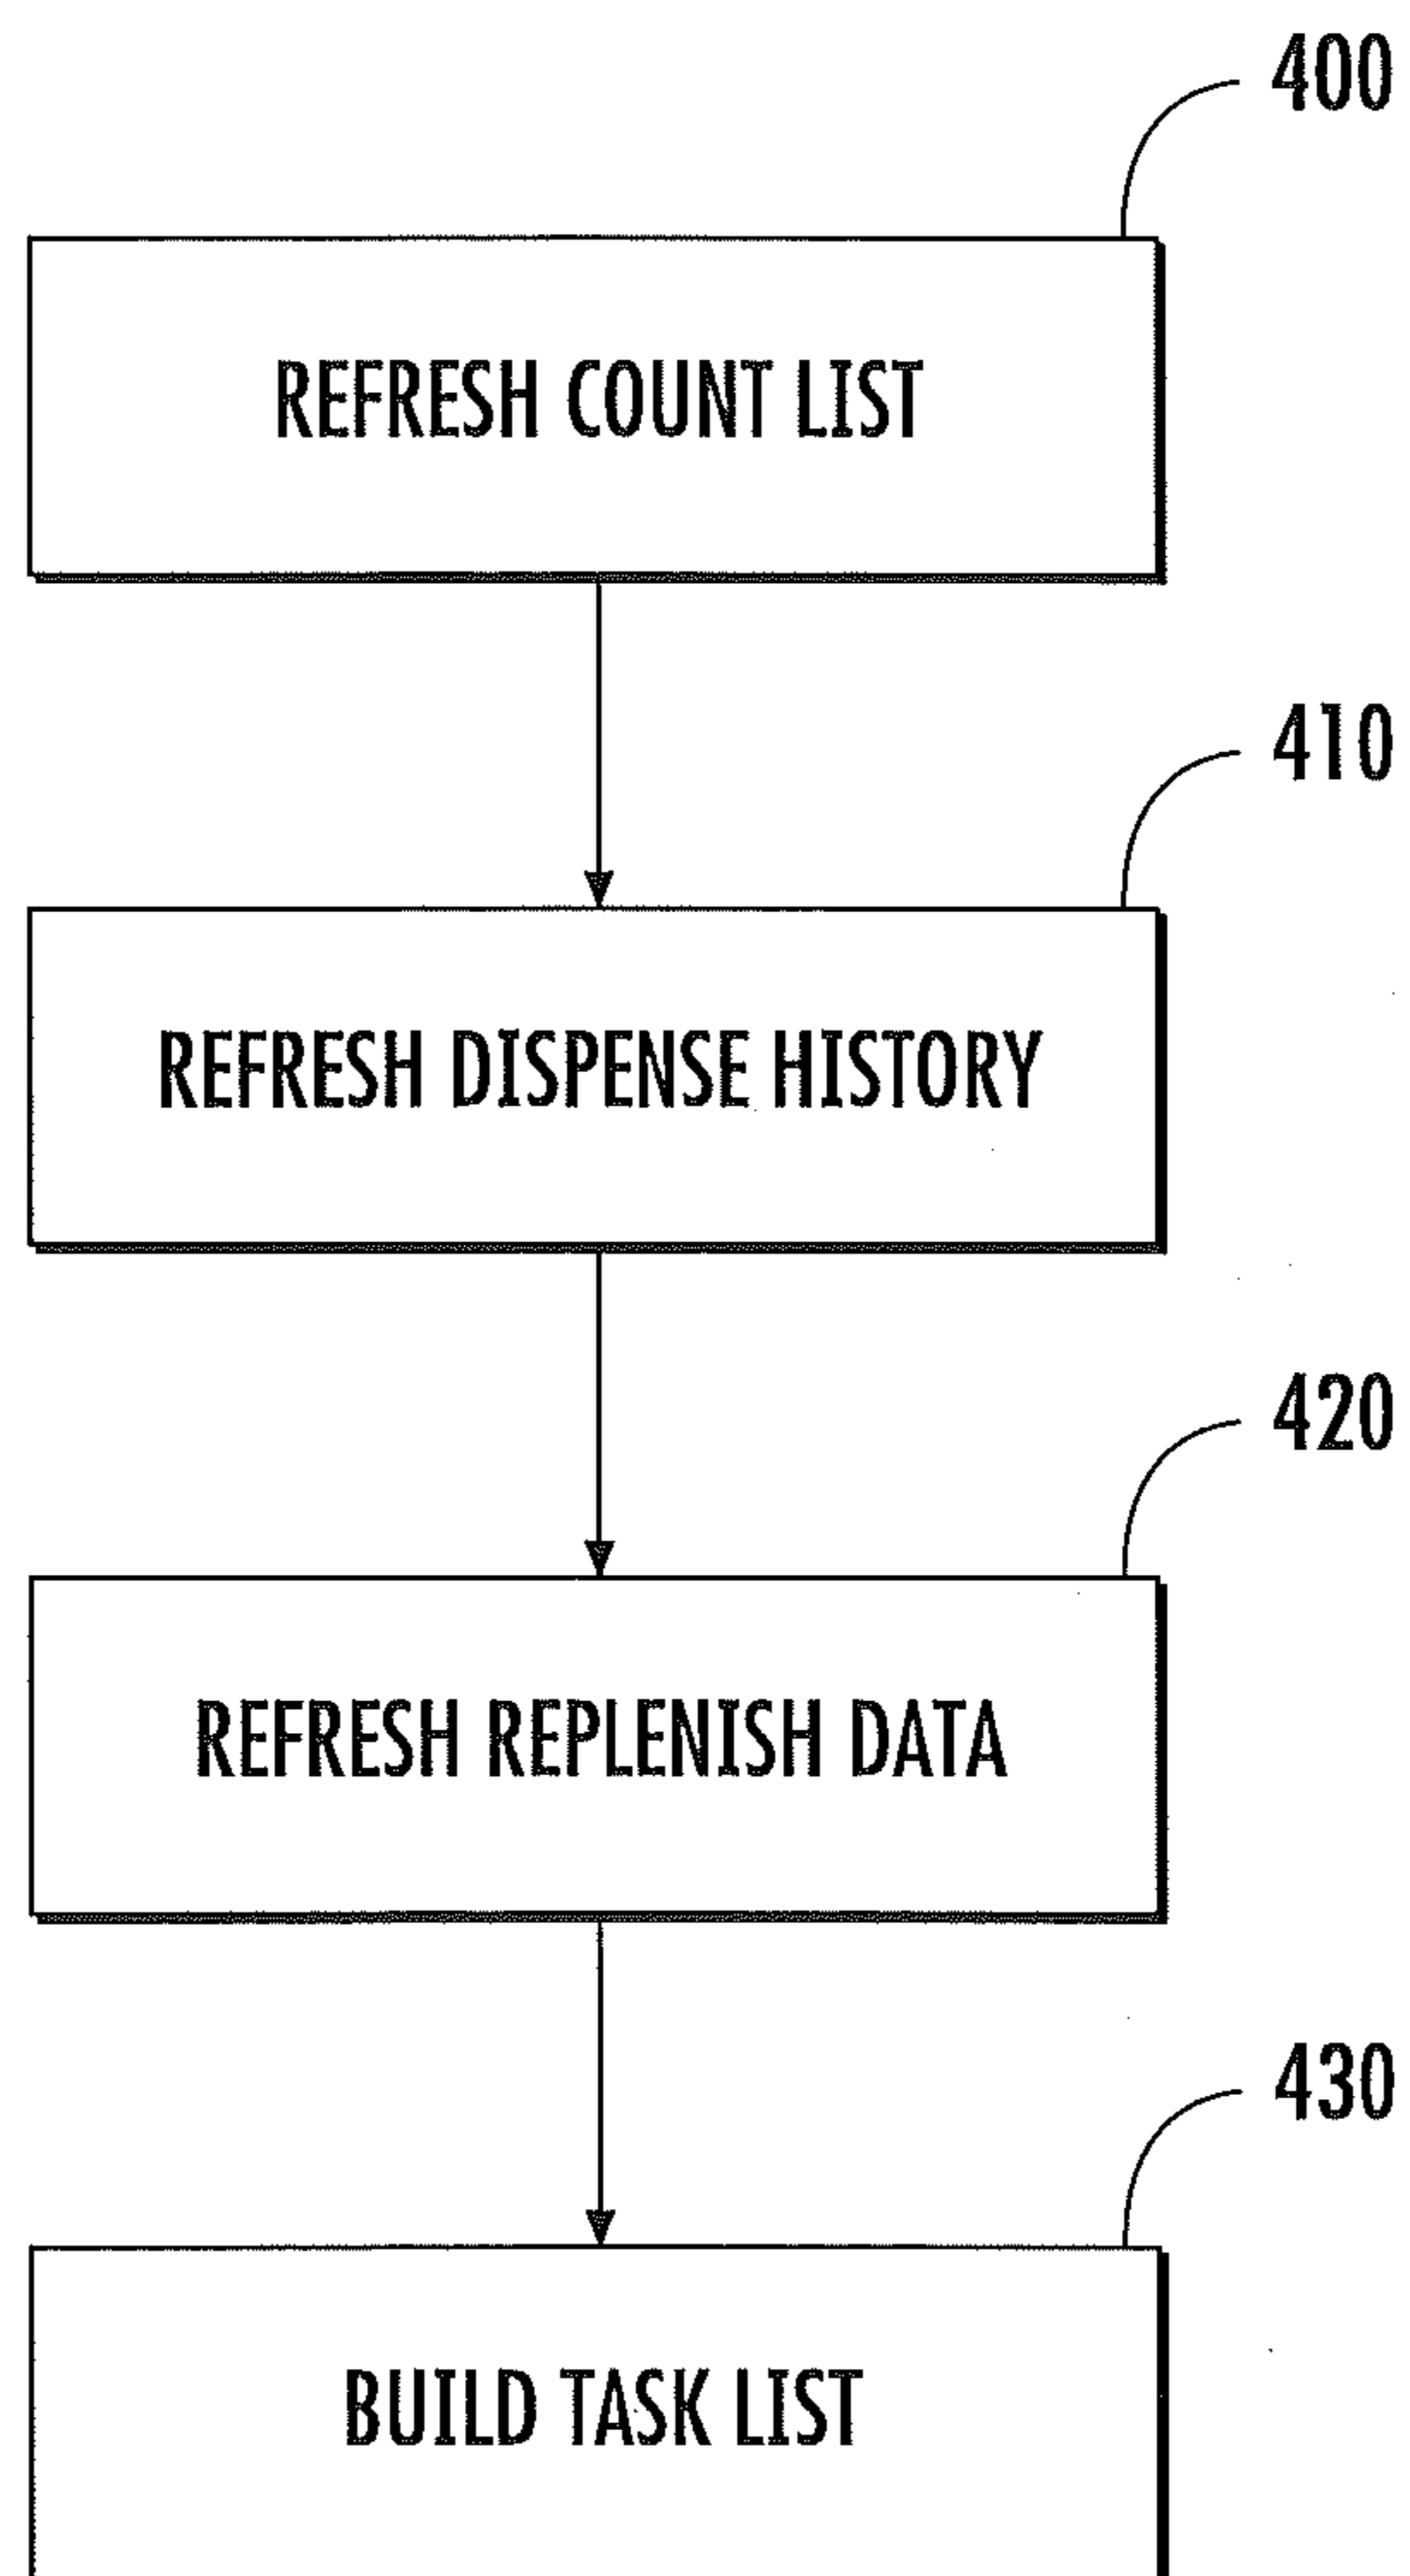 400
REFRESH COUNT LIST
410
REFRESH DISPENSE HISTORY
420
REFRESH REPLENISH DATA
430
BUILD TASK LIST